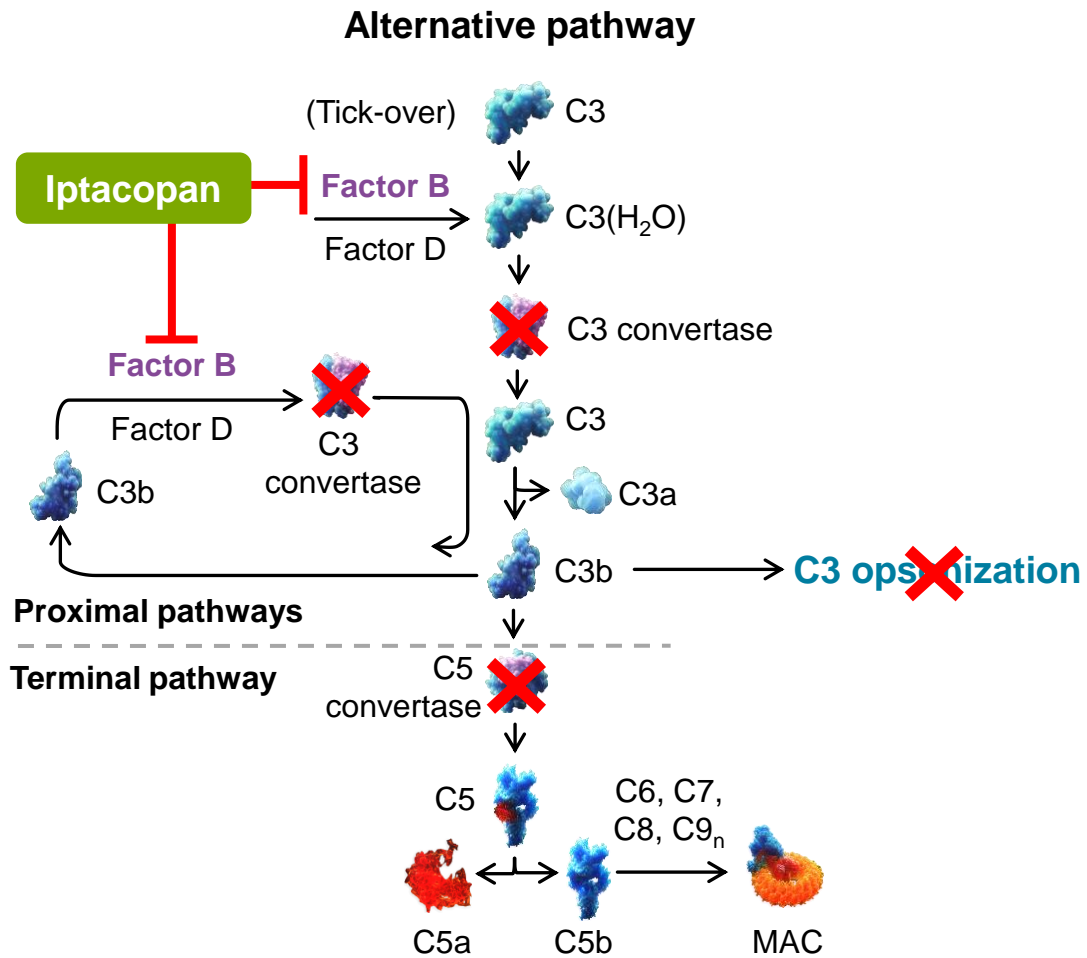 Alternative pathway
(Tick-over)
C3
Iptacopan
Factor B
Factor D
C3(H₂O)
C3 convertase
Factor B
Factor D
C3
convertase
C3
C3b
C3a
C3b
C3 opsonization
Proximal pathways
Terminal pathway
C5
convertase
C5
C6, C7,
C8, C9ₙ
C5a
C5b
MAC